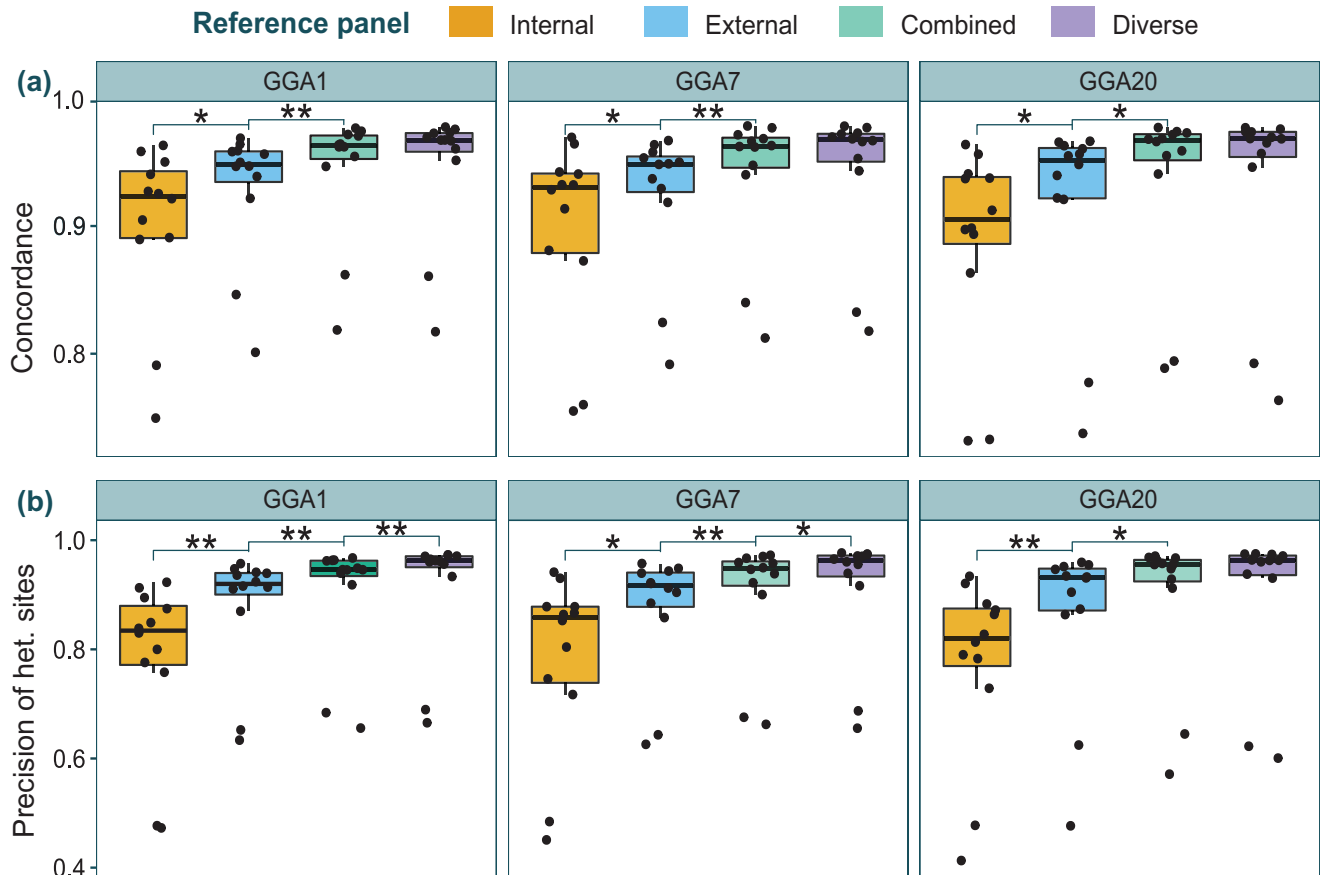 Reference panel Internal External Combined Diverse
(a) GGA1 GGA7 GGA20
1.0
* ** * ** * *
0.9
Concordance
0.8
(b) GGA1 GGA7 GGA20
1.0
** ** ** * ** * ** *
0.8
Precision of het. sites
0.6
0.4